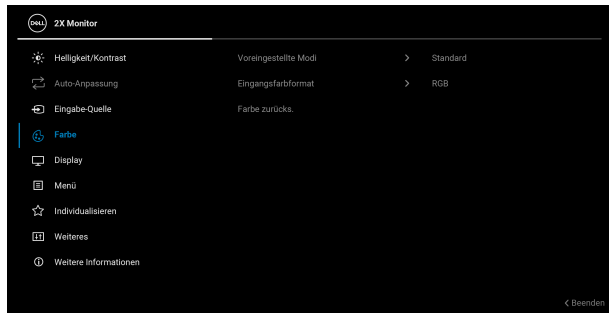 DELL 2X Monitor
Helligkeit/Kontrast Voreingestellte Modi > Standard
Auto-Anpassung Eingangsfarbformat > RGB
Eingabe-Quelle Farbe zurücks.
Farbe
Display
Menü
Individualisieren
Weiteres
Weitere Informationen
< Beenden